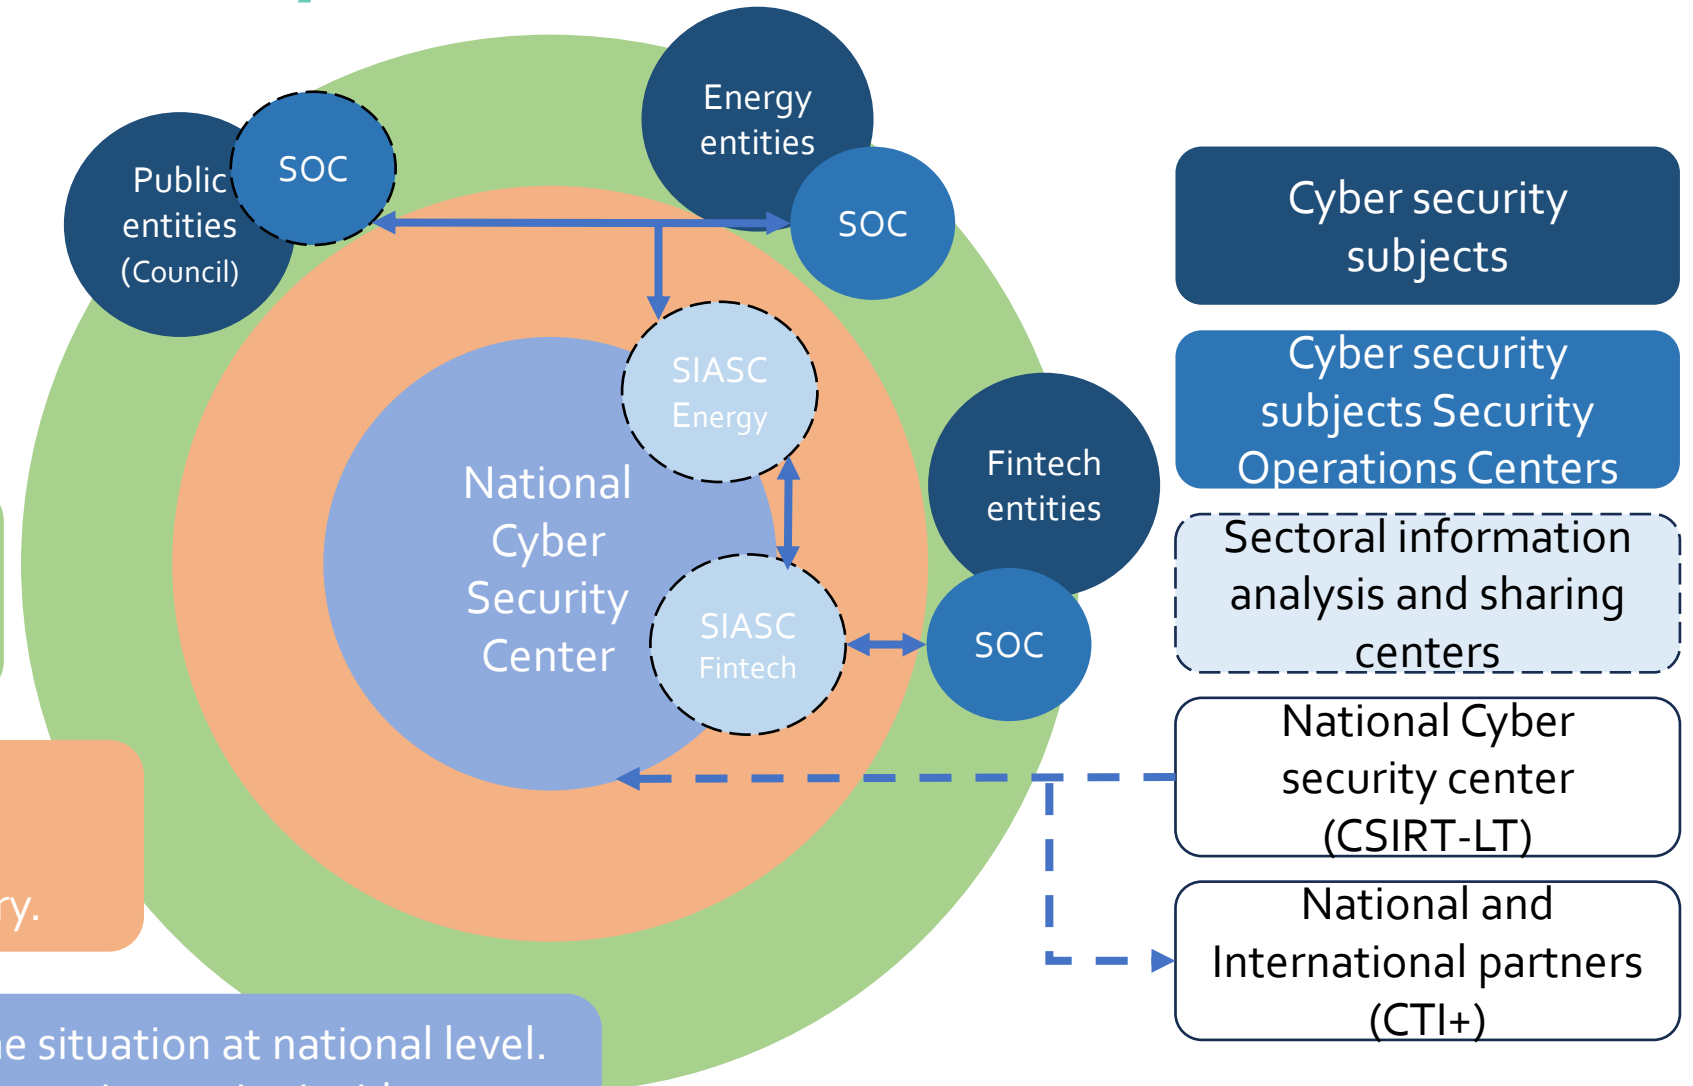 Energy
entities
SOC
Public
entities
(Council)
SOC
SIASC
Energy
National
Cyber
Security
Center
Fintech
entities
SIASC
Fintech
SOC
Cyber security
subjects
Cyber security
subjects Security
Operations Centers
Sectoral information
analysis and sharing
centers
National Cyber
security center
(CSIRT-LT)
National and
International partners
(CTI+)
situation at national level.